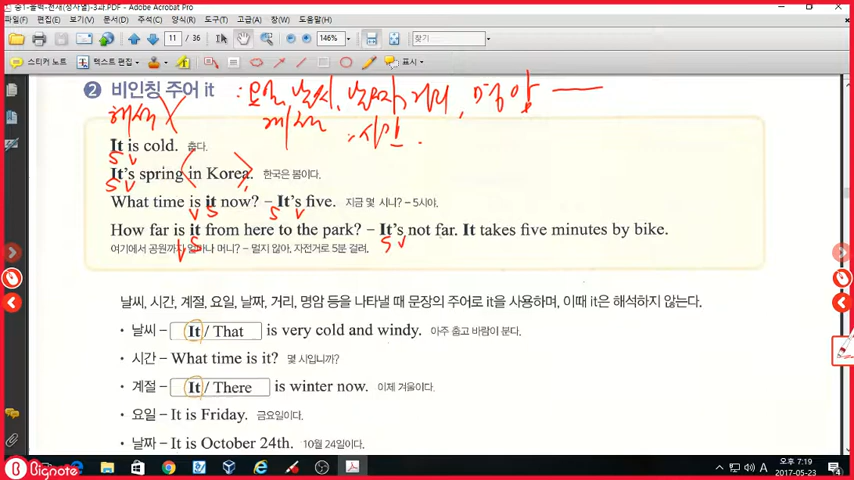 Adobe Acrobat Pro
파일(F) 편집(E) 보기(V) 문서(D) 주석(C) 양식(R) 도구(T) 고급(A) 창(W) 도움말(H)
11 / 36 146% 찾기
스티커 노트 텍스트 편집 표시
2 비인칭 주어 it : 요일, 날씨, 날짜, 거리, 명암
해석 X 계절 시간
It is cold. 춥다.
S V
It's spring in Korea. 한국은 봄이다.
S V
What time is it now? – It's five. 지금 몇 시니? – 5시야.
V S S V
How far is it from here to the park? – It's not far. It takes five minutes by bike.
V S S V
여기에서 공원까지 얼마나 머니? – 멀지 않아. 자전거로 5분 걸려.
날씨, 시간, 계절, 요일, 날짜, 거리, 명암 등을 나타낼 때 문장의 주어로 it을 사용하며, 이때 it은 해석하지 않는다.
• 날씨 – It / That is very cold and windy. 아주 춥고 바람이 분다.
• 시간 – What time is it? 몇 시입니까?
• 계절 – It / There is winter now. 이제 겨울이다.
• 요일 – It is Friday. 금요일이다.
• 날짜 – It is October 24th. 10월 24일이다.
Bignote
A 오후 7:19
2017-05-23